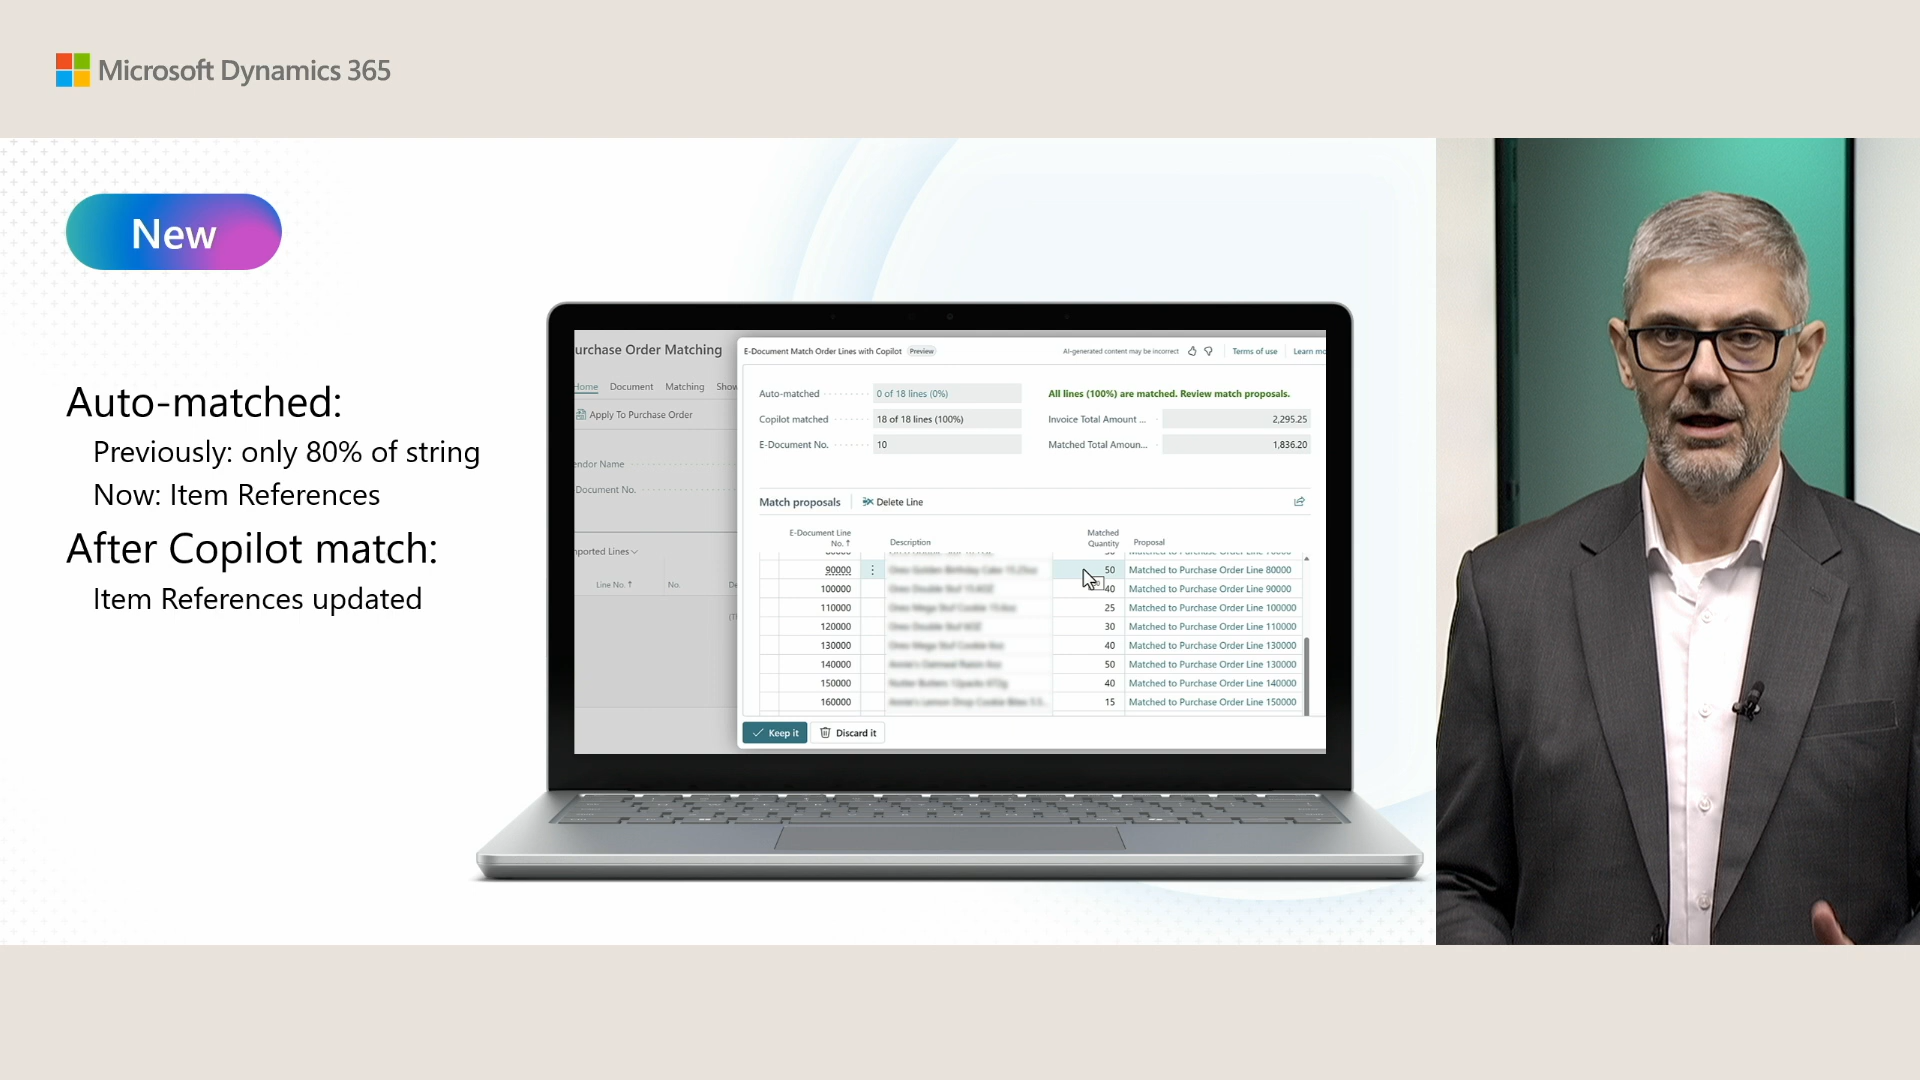 Microsoft Dynamics 365
New
Auto-matched:
Previously: only 80% of string
Now: Item References
After Copilot match:
Item References updated
urchase Order Matching
Home Document Matching Show
Apply To Purchase Order
endor Name
Document No.
mported Lines
Line No. ↑ No. De
E-Document Match Order Lines with Copilot Preview
AI-generated content may be incorrect Terms of use Learn mo
Auto-matched 0 of 18 lines (0%) All lines (100%) are matched. Review match proposals.
Copilot matched 18 of 18 lines (100%) Invoice Total Amount ... 2,295.25
E-Document No. 10 Matched Total Amoun... 1,836.20
Match proposals Delete Line
E-Document Line No. ↑ Description Matched Quantity Proposal
90000 50 Matched to Purchase Order Line 80000
100000 40 Matched to Purchase Order Line 90000
110000 25 Matched to Purchase Order Line 100000
120000 30 Matched to Purchase Order Line 110000
130000 40 Matched to Purchase Order Line 130000
140000 50 Matched to Purchase Order Line 130000
150000 40 Matched to Purchase Order Line 140000
160000 15 Matched to Purchase Order Line 150000
Keep it Discard it